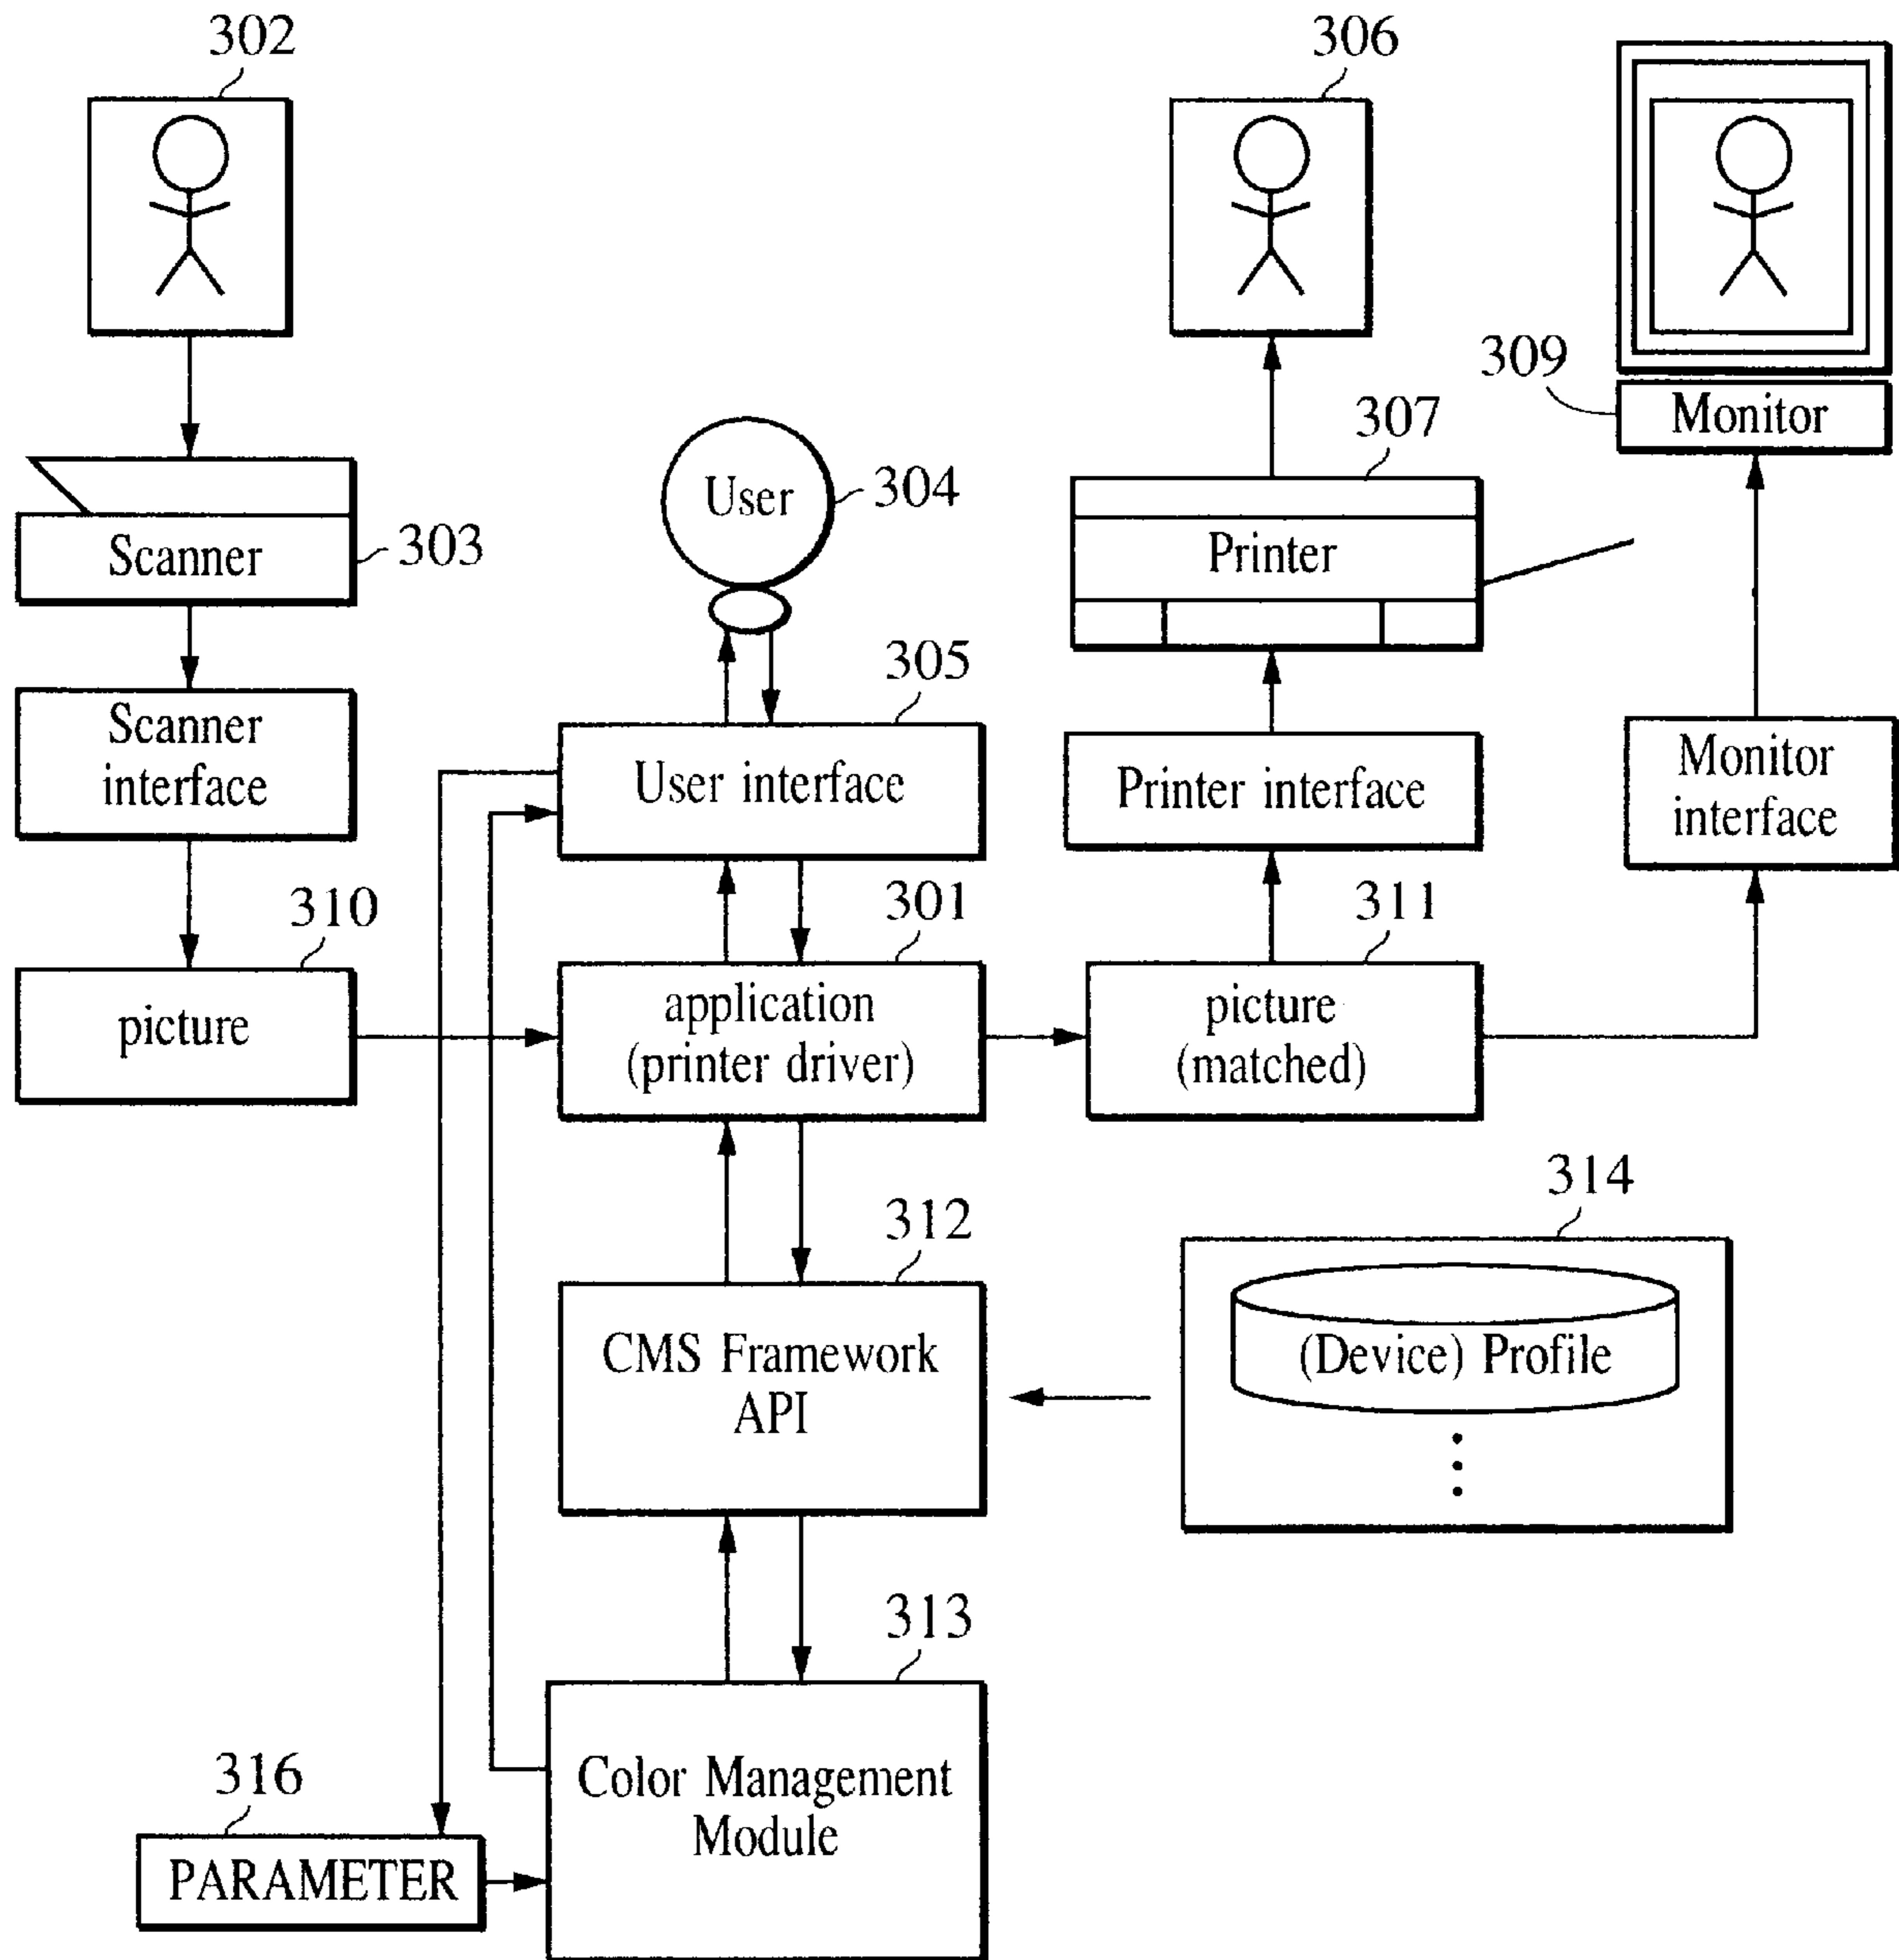 302
306
309
Monitor
307
User
304
Scanner
303
Printer
305
Scanner
interface
User interface
Printer interface
Monitor
interface
310
301
311
picture
application
(printer driver)
picture
(matched)
312
314
CMS Framework
API
(Device) Profile
313
316
Color Management
Module
PARAMETER